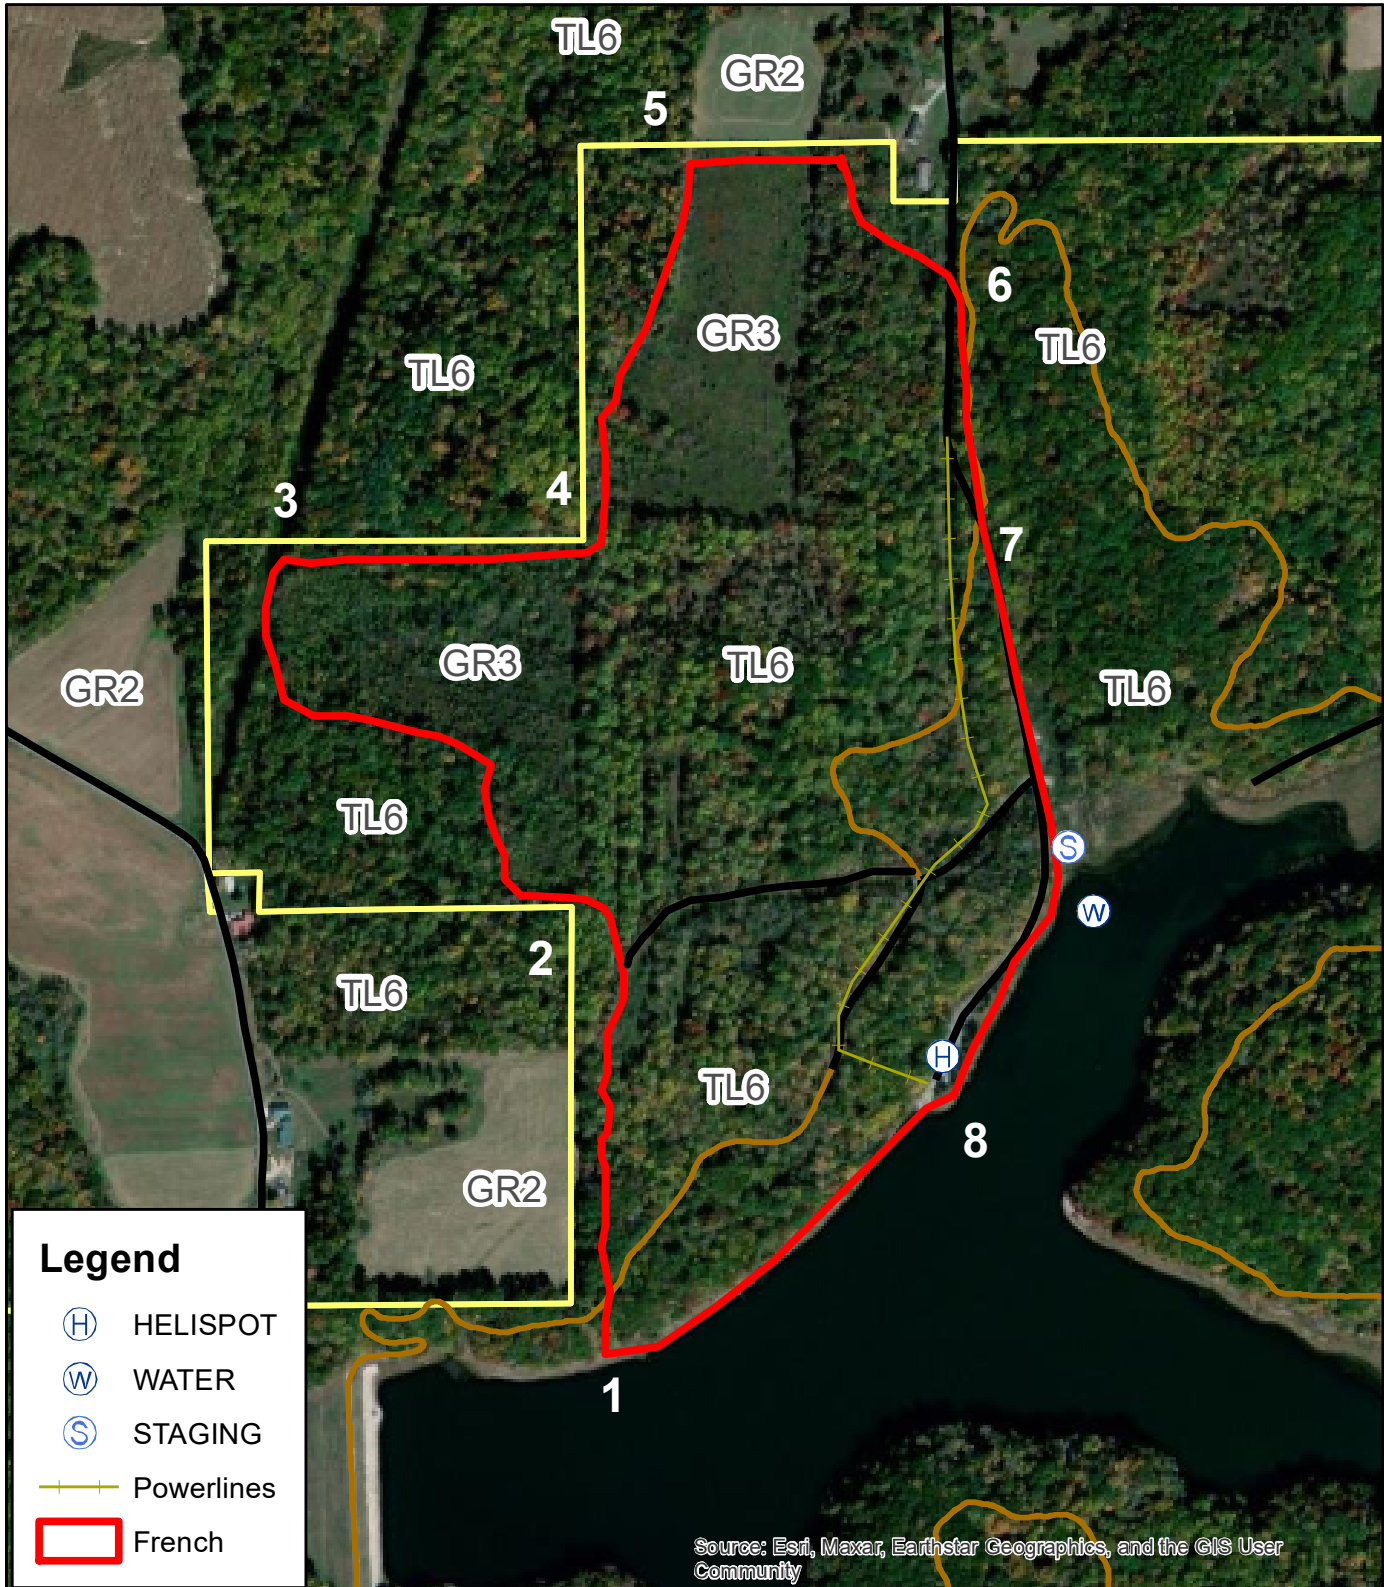 TL6
GR2
5
6
GR3
TL6
TL6
3
4
7
GR3
TL6
GR2
TL6
TL6
2
TL6
S
W
H
TL6
8
GR2
1
Legend
H HELISPOT
W WATER
S STAGING
Powerlines
French
Source: Esri, Maxar, Earthstar Geographics, and the GIS User
Community